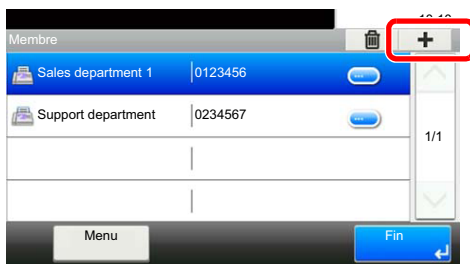 Membre
+
Sales department 1 0123456
Support department 0234567
1/1
Menu
Fin